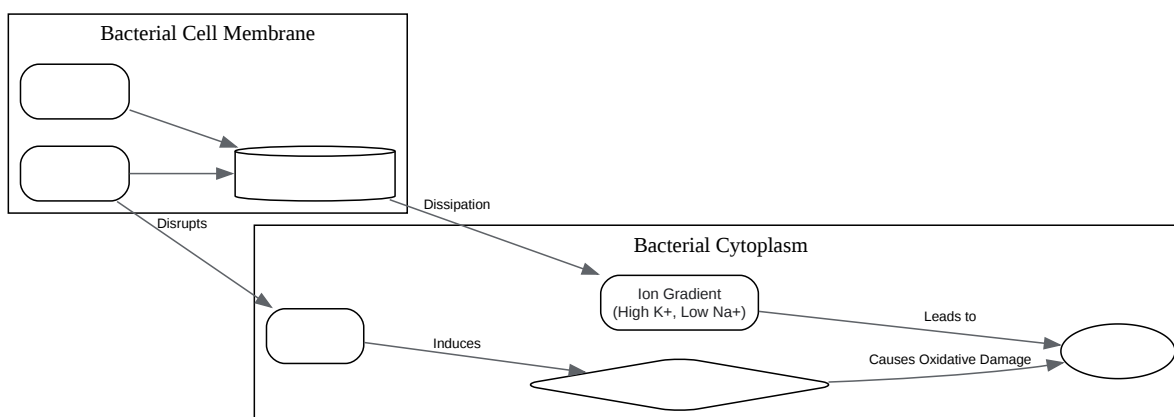 Bacterial Cell Membrane
Disrupts
Dissipation
Bacterial Cytoplasm
Ion Gradient
(High K+, Low Na+)
Leads to
Induces
Causes Oxidative Damage